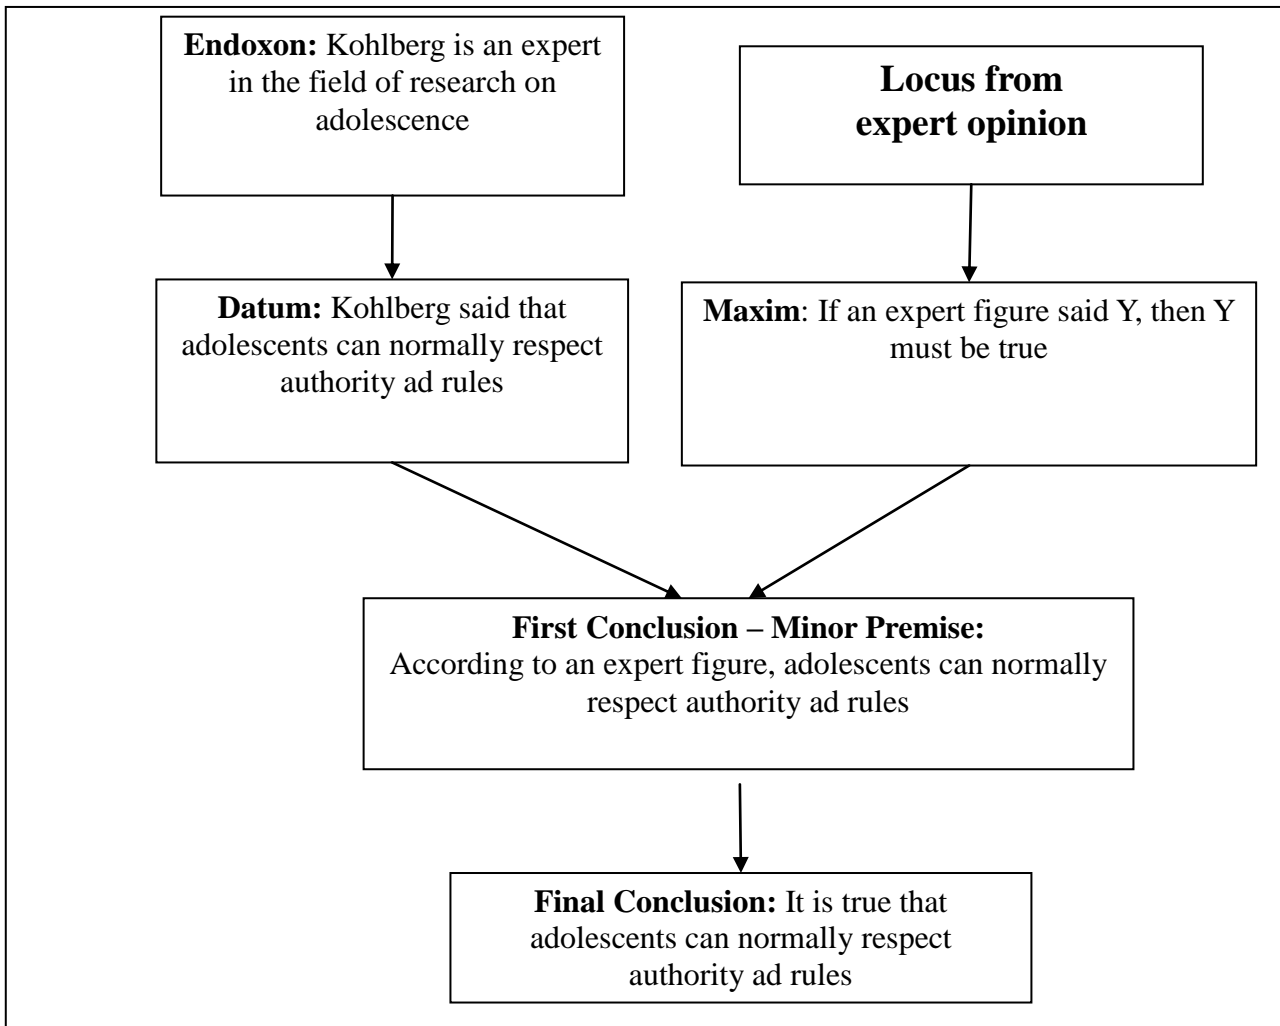 Endoxon: Kohlberg is an expert
in the field of research on
adolescence
Locus from
expert opinion
Datum: Kohlberg said that
adolescents can normally respect
authority ad rules
Maxim: If an expert figure said Y, then Y
must be true
First Conclusion – Minor Premise:
According to an expert figure, adolescents can normally
respect authority ad rules
Final Conclusion: It is true that
adolescents can normally respect
authority ad rules